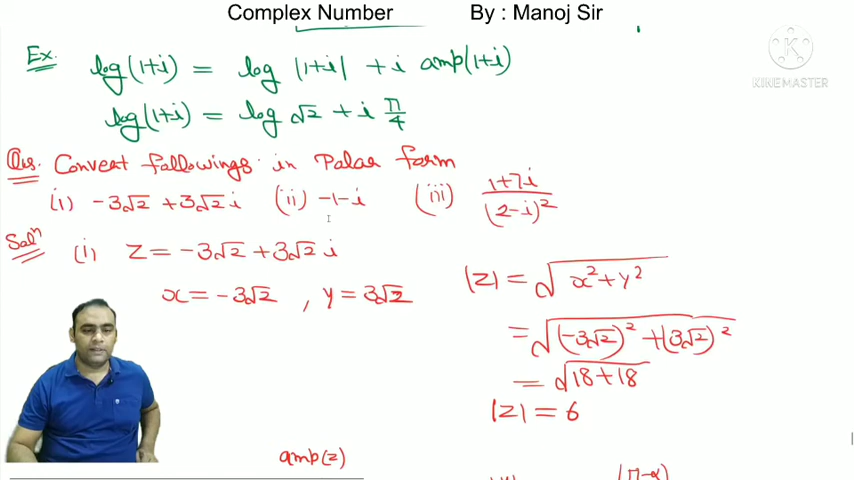 Complex Number By : Manoj Sir
Ex. log(1+i) = log |1+i| + i amp(1+i)
KINEMASTER
log(1+i) = log √2 + i π/4
Qus. Convert followings in Polar form
(i) -3√2 + 3√2 i (ii) -1-i (iii) (1+7i)/(2-i)²
Solⁿ (i) z = -3√2 + 3√2 i
x = -3√2 , y = 3√2
|z| = √(x² + y²)
= √((-3√2)² + (3√2)²)
= √(18+18)
|z| = 6
amp(z)
(π-α)